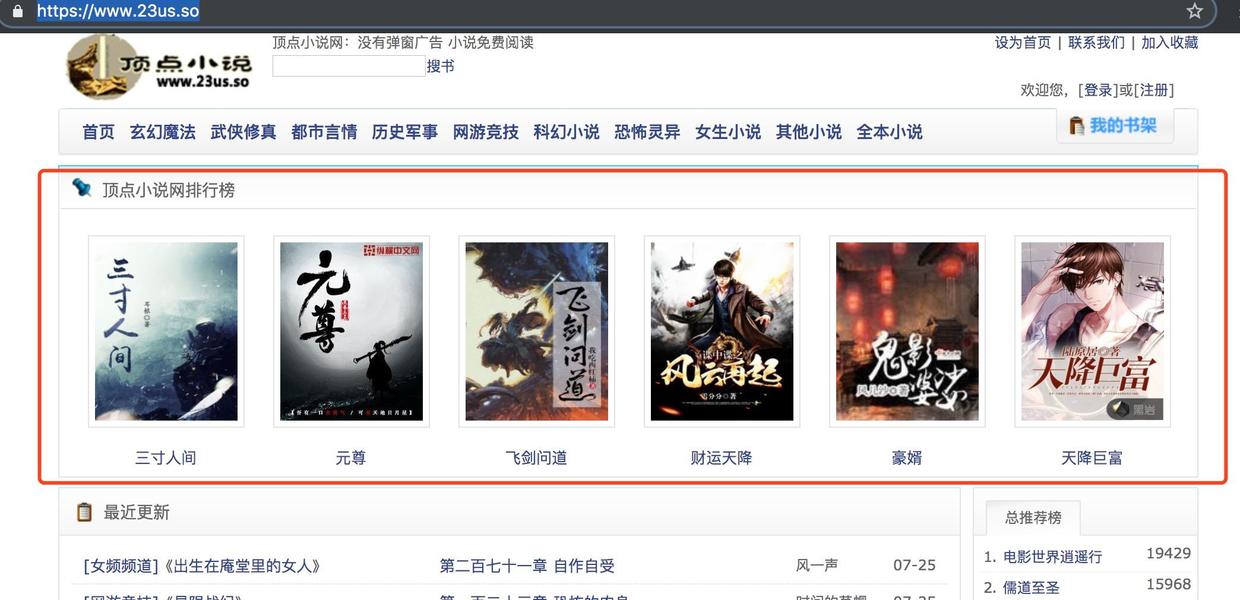 https://www.23us.so
顶点小说网：没有弹窗广告 小说免费阅读
设为首页 | 联系我们 | 加入收藏
顶点小说
www.23us.so
搜书
欢迎您，[登录]或[注册]
首页 玄幻魔法 武侠修真 都市言情 历史军事 网游竞技 科幻小说 恐怖灵异 女生小说 其他小说 全本小说
我的书架
顶点小说网排行榜
三寸人间
耳根◎著
纵横中文网
元尊
飞剑问道
我吃西红柿
谍中谍之
风云再起
著
鬼影婆娑
陆原居◎著
天降巨富
黑岩
三寸人间 元尊 飞剑问道 财运天降 豪婿 天降巨富
最近更新
总推荐榜
[女频频道]《出生在庵堂里的女人》 第二百七十一章 自作自受 风一声 07-25
1. 电影世界逍遥行 19429
2. 儒道至圣 15968